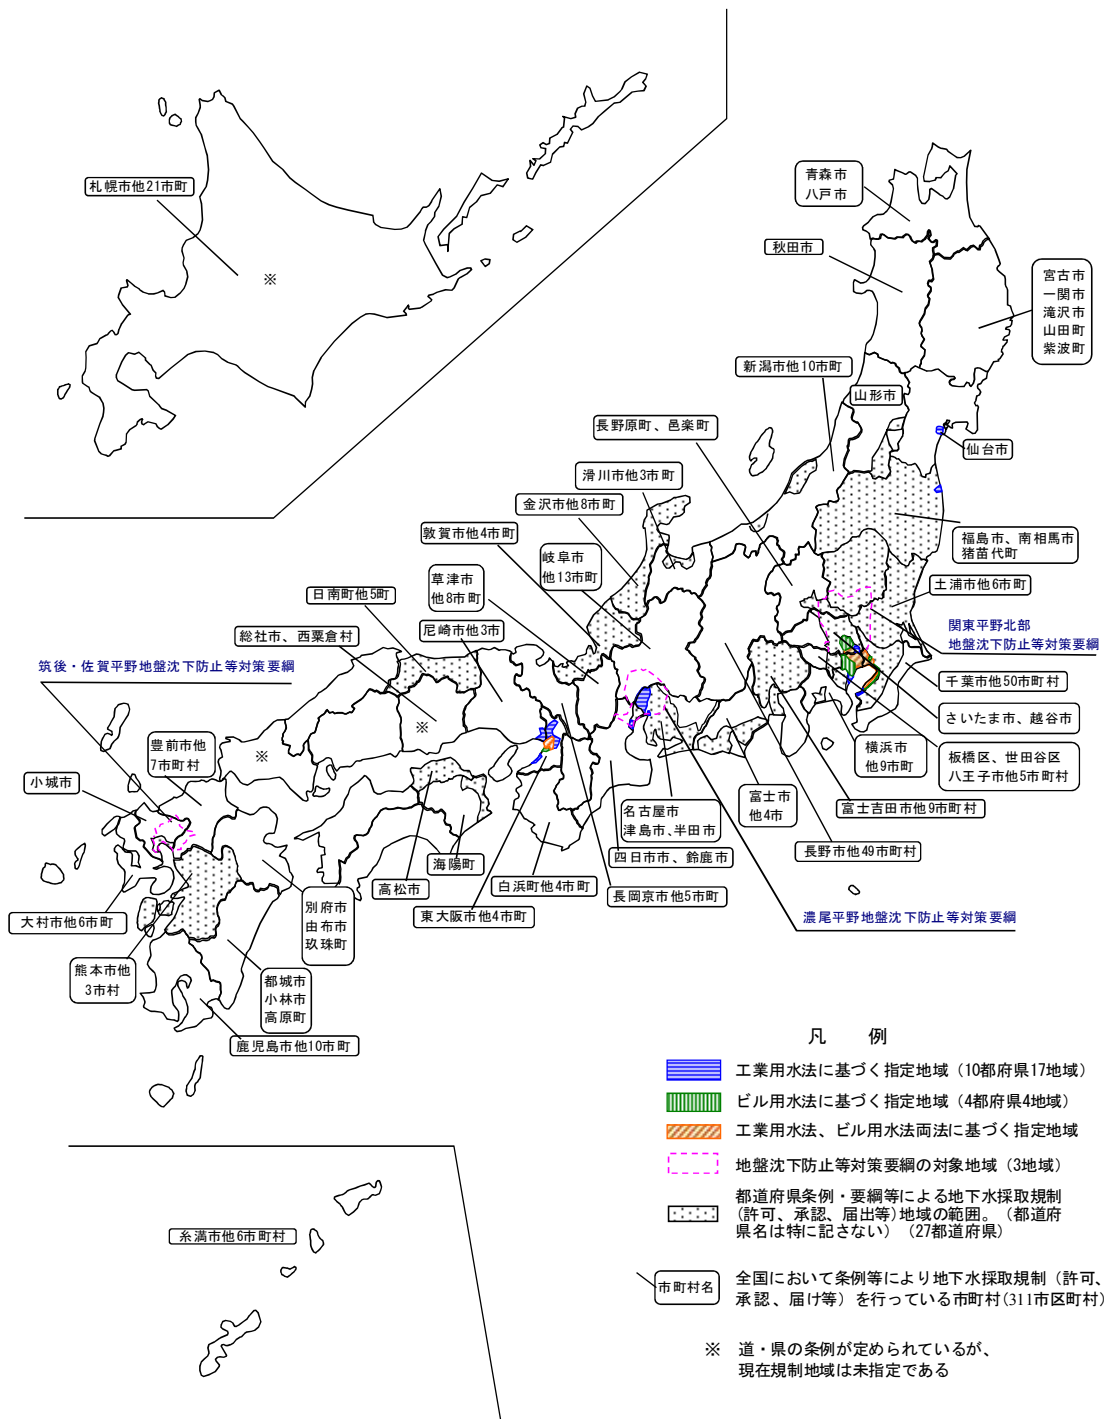 札幌市他21市町
※
青森市
八戸市
秋田市
宮古市
一関市
滝沢市
山田町
紫波町
新潟市他10市町
山形市
長野原町、邑楽町
仙台市
滑川市他3市町
金沢市他8市町
敦賀市他4市町
岐阜市
他13市町
福島市、南相馬市
猪苗代町
草津市
他8市町
日南町他5町
土浦市他6市町
尼崎市他3市
総社市、西粟倉村
関東平野北部
地盤沈下防止等対策要綱
筑後・佐賀平野地盤沈下防止等対策要綱
千葉市他50市町村
さいたま市、越谷市
※
豊前市他
7市町村
※
横浜市
他9市町
板橋区、世田谷区
八王子市他5市町村
小城市
名古屋市
津島市、半田市
富士市
他4市
富士吉田市他9市町村
四日市市、鈴鹿市
長野市他49市町村
海陽町
高松市
白浜町他4市町
長岡京市他5市町
大村市他6市町
別府市
由布市
玖珠町
東大阪市他4市町
濃尾平野地盤沈下防止等対策要綱
熊本市他
3市村
都城市
小林市
高原町
鹿児島市他10市町
凡 例
工業用水法に基づく指定地域（10都府県17地域）
ビル用水法に基づく指定地域（4都府県4地域）
工業用水法、ビル用水法両法に基づく指定地域
地盤沈下防止等対策要綱の対象地域（3地域）
都道府県条例・要綱等による地下水採取規制
(許可、承認、届出等)地域の範囲。（都道府
県名は特に記さない）（27都道府県）
糸満市他6市町村
市町村名
全国において条例等により地下水採取規制（許可、
承認、届け等）を行っている市町村(311市区町村)
※ 道・県の条例が定められているが、
現在規制地域は未指定である